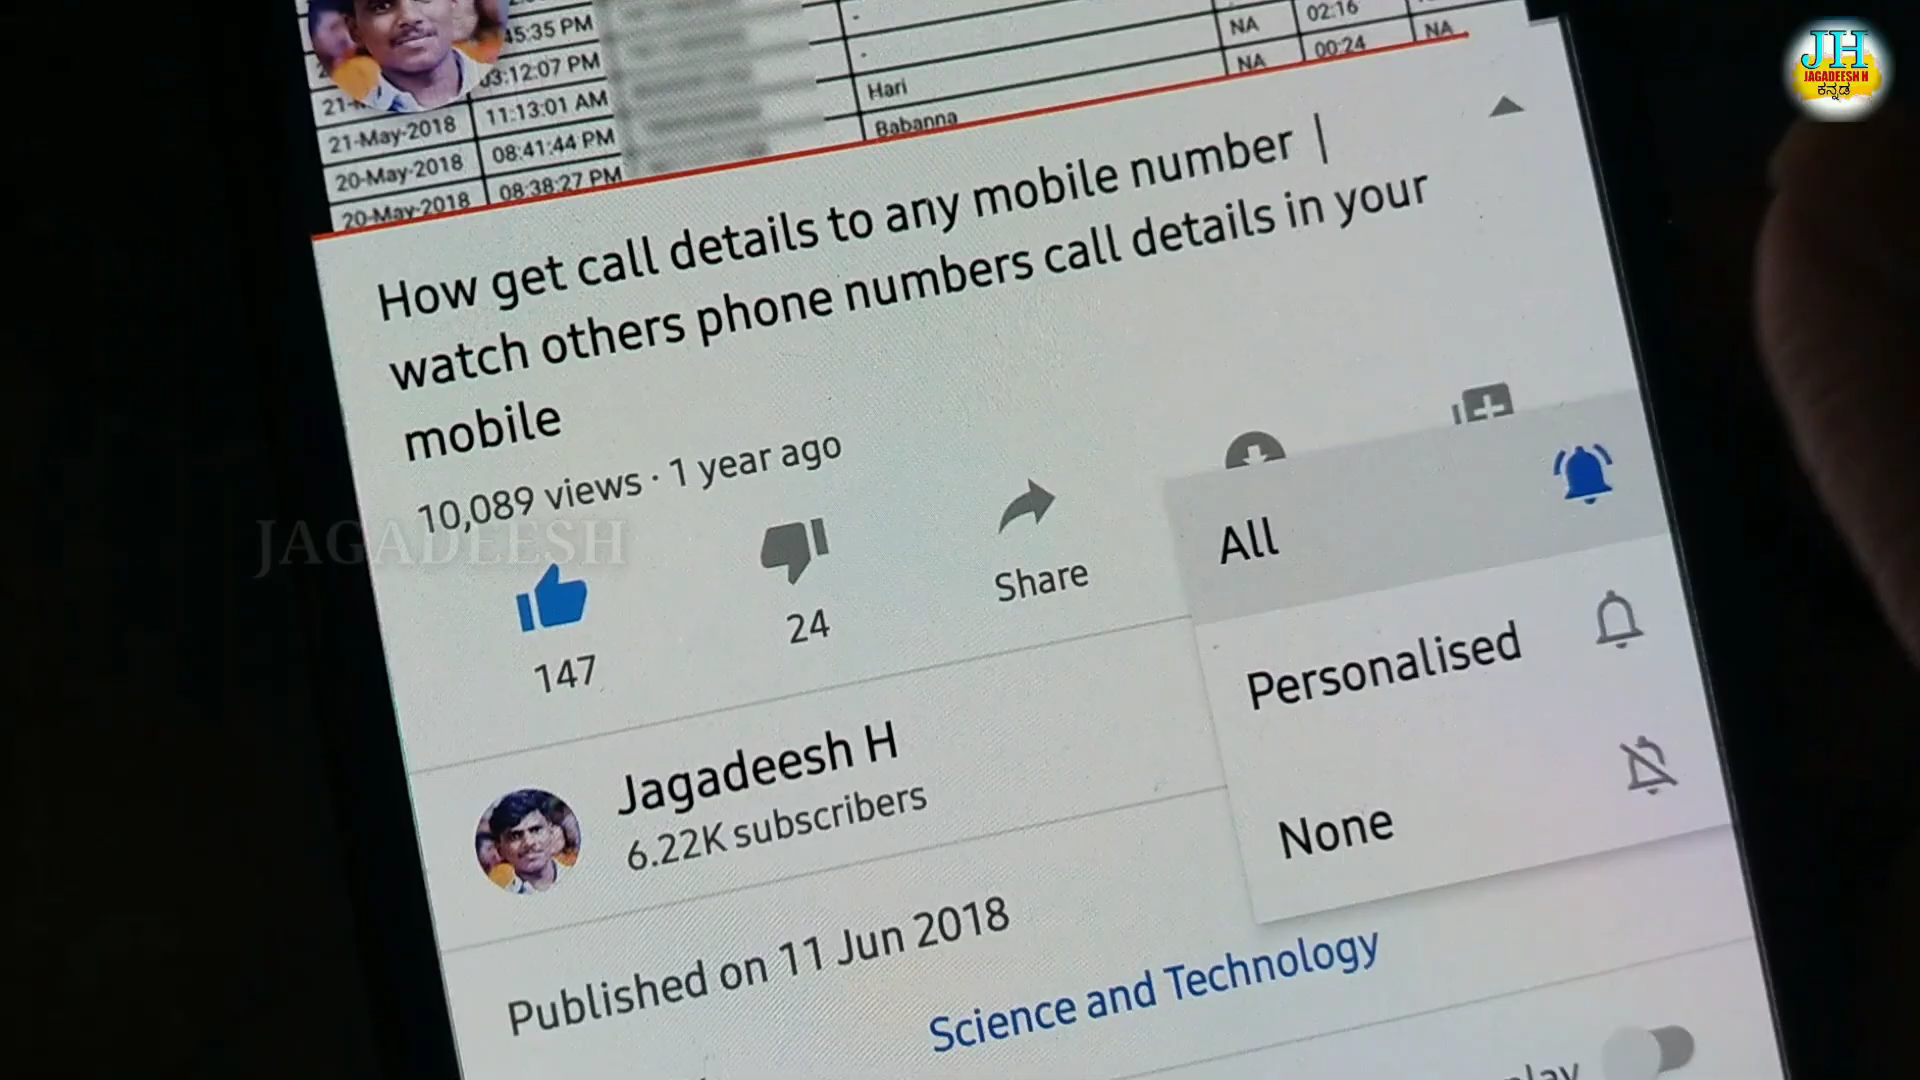 45:35 PM
NA
02:16
03:12:07 PM
Hari
NA
00:24
NA
21-May-2018
11:13:01 AM
Babanna
20-May-2018
08:41:44 PM
20-May-2018
08:38:27 PM
JH
JAGADEESH H
ಕನ್ನಡ
How get call details to any mobile number |
watch others phone numbers call details in your
mobile
10,089 views · 1 year ago
JAGADEESH
147
24
Share
All
Personalised
None
Jagadeesh H
6.22K subscribers
Published on 11 Jun 2018
Science and Technology